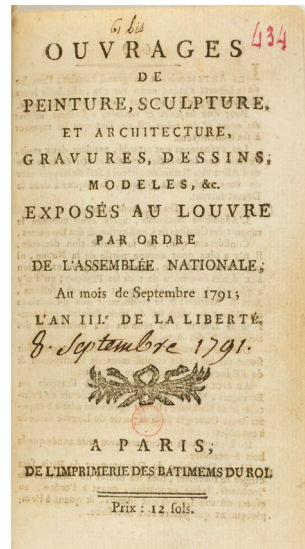 61 bis
434
OUVRAGES
DE
PEINTURE, SCULPTURE,
ET ARCHITECTURE,
GRAVURES, DESSINS,
MODELES, &c.
EXPOSÉS AU LOUVRE
PAR ORDRE
DE L'ASSEMBLÉE NATIONALE,
Au mois de Septembre 1791;
L'AN III.e DE LA LIBERTÉ.
8. Septembre 1791.
A PARIS,
DE L'IMPRIMERIE DES BATIMEMS DU ROI.
Prix : 12 sols.